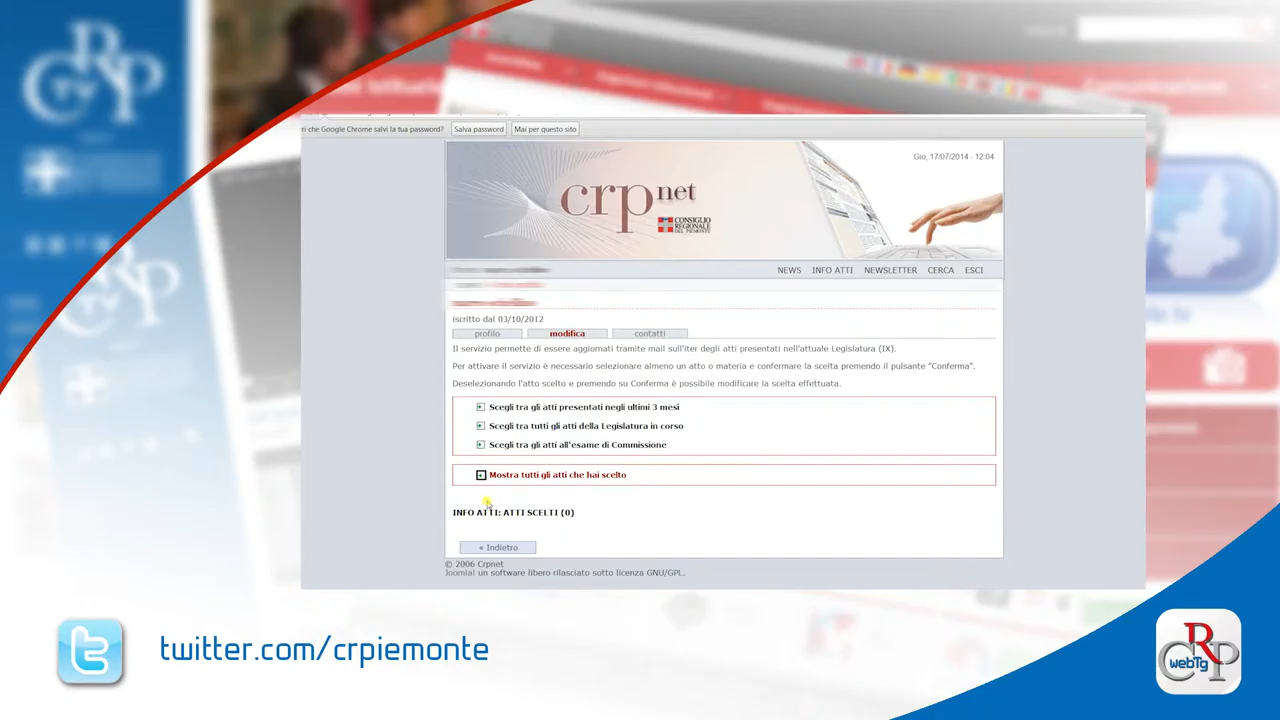 CRP
TV
ri che Google Chrome salvi la tua password?
Salva password
Mai per questo sito
Gio, 17/07/2014 - 12:04
crpnet
CONSIGLIO
REGIONALE
DEL PIEMONTE
NEWS INFO ATTI NEWSLETTER CERCA ESCI
iscritto dal 03/10/2012
profilo modifica contatti
Il servizio permette di essere aggiornati tramite mail sull'iter degli atti presentati nell'attuale Legislatura (IX).
Per attivare il servizio è necessario selezionare almeno un atto o materia e confermare la scelta premendo il pulsante "Conferma".
Deselezionando l'atto scelto e premendo su Conferma è possibile modificare la scelta effettuata.
Scegli tra gli atti presentati negli ultimi 3 mesi
Scegli tra tutti gli atti della Legislatura in corso
Scegli tra gli atti all'esame di Commissione
Mostra tutti gli atti che hai scelto
INFO ATTI: ATTI SCELTI (0)
« Indietro
© 2006 Crpnet
Joomla! un software libero rilasciato sotto licenza GNU/GPL.
twitter.com/crpiemonte
CRP
webTg